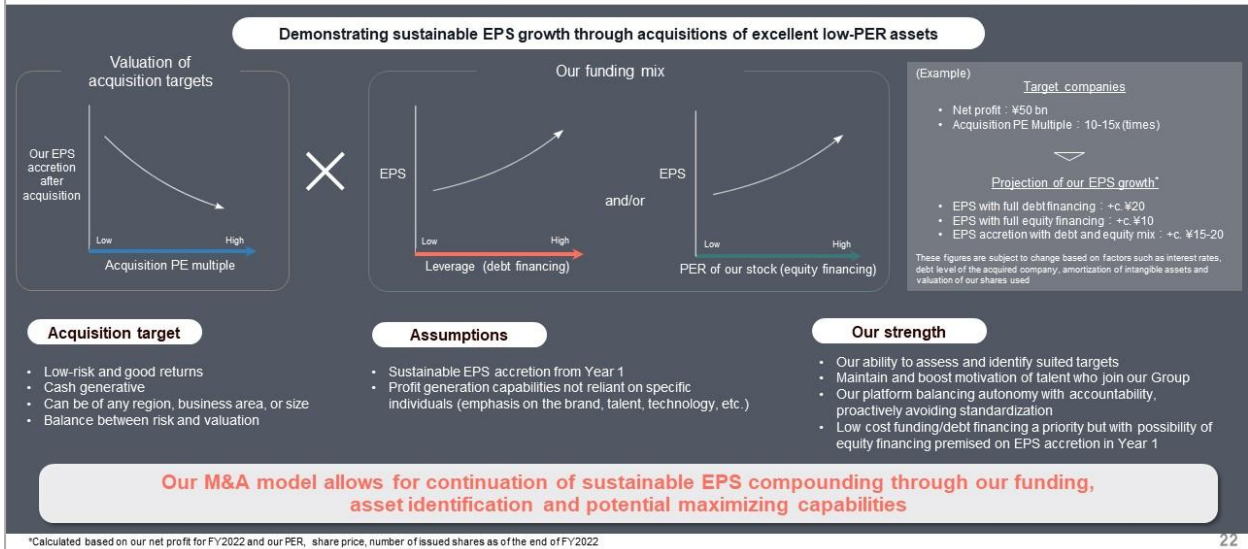 Demonstrating sustainable EPS growth through acquisitions of excellent low-PER assets
Valuation of
acquisition targets
Our EPS
accretion
after
acquisition
Low
High
Acquisition PE multiple
Our funding mix
EPS
Low
High
Leverage (debt financing)
and/or
EPS
Low
High
PER of our stock (equity financing)
(Example)
Target companies
• Net profit：¥50 bn
• Acquisition PE Multiple：10-15x(times)
Projection of our EPS growth*
• EPS with full debt financing：+c. ¥20
• EPS with full equity financing：+c. ¥10
• EPS accretion with debt and equity mix：+c. ¥15-20
These figures are subject to change based on factors such as interest rates,
debt level of the acquired company, amortization of intangible assets and
valuation of our shares used
Acquisition target
• Low-risk and good returns
• Cash generative
• Can be of any region, business area, or size
• Balance between risk and valuation
Assumptions
• Sustainable EPS accretion from Year 1
• Profit generation capabilities not reliant on specific
individuals (emphasis on the brand, talent, technology, etc.)
Our strength
• Our ability to assess and identify suited targets
• Maintain and boost motivation of talent who join our Group
• Our platform balancing autonomy with accountability,
proactively avoiding standardization
• Low cost funding/debt financing a priority but with possibility of
equity financing premised on EPS accretion in Year 1
Our M&A model allows for continuation of sustainable EPS compounding through our funding,
asset identification and potential maximizing capabilities
*Calculated based on our net profit for FY2022 and our PER, share price, number of issued shares as of the end of FY2022
22